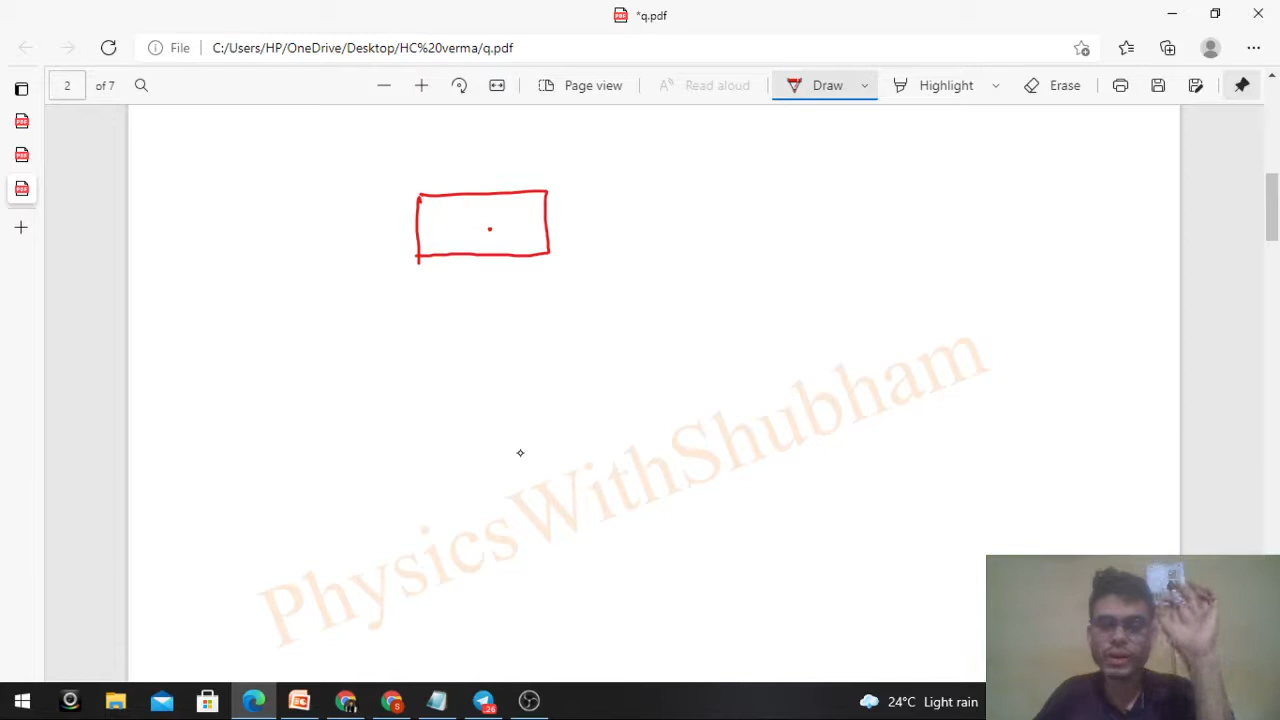 *q.pdf
File
C:/Users/HP/OneDrive/Desktop/HC%20verma/q.pdf
2 of 7
Page view
Read aloud
Draw
Highlight
Erase
PhysicsWithShubham
24°C Light rain